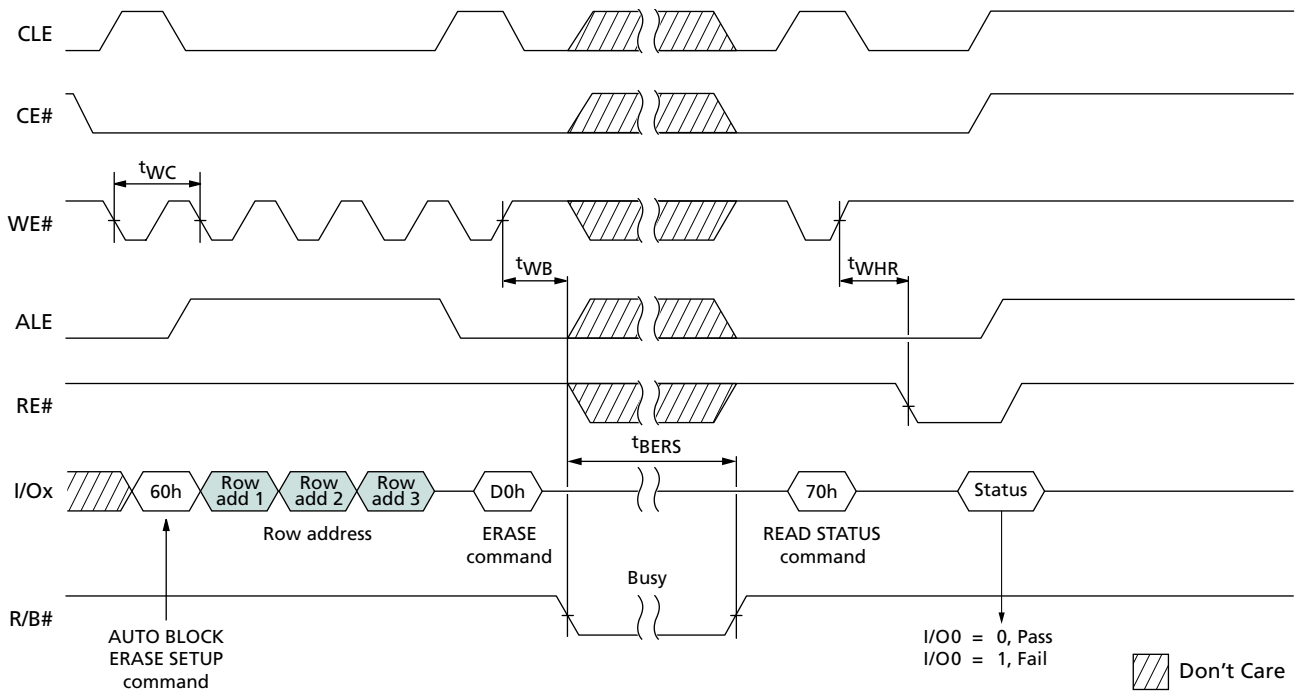 CLE
CE#
tWC
WE#
tWB
tWHR
ALE
RE#
tBERS
I/Ox
60h
Row add 1
Row add 2
Row add 3
D0h
70h
Status
Row address
ERASE
command
READ STATUS
command
Busy
R/B#
AUTO BLOCK
ERASE SETUP
command
I/O0 = 0, Pass
I/O0 = 1, Fail
Don't Care